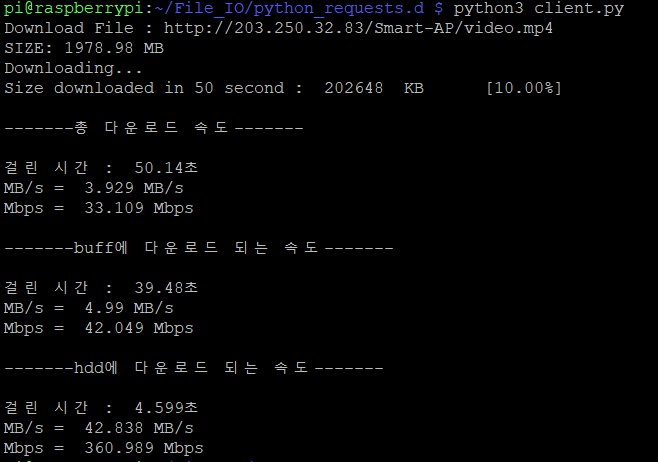 pi@raspberrypi:~/File_IO/python_requests.d $ python3 client.py
Download File : http://203.250.32.83/Smart-AP/video.mp4
SIZE: 1978.98 MB
Downloading...
Size downloaded in 50 second :  202648  KB      [10.00%]
-------총 다운로드 속도-------
걸린 시간 :  50.14초
MB/s =  3.929 MB/s
Mbps =  33.109 Mbps
-------buff에 다운로드 되는 속도-------
걸린 시간 :  39.48초
MB/s =  4.99 MB/s
Mbps =  42.049 Mbps
-------hdd에 다운로드 되는 속도-------
걸린 시간 :  4.599초
MB/s =  42.838 MB/s
Mbps =  360.989 Mbps